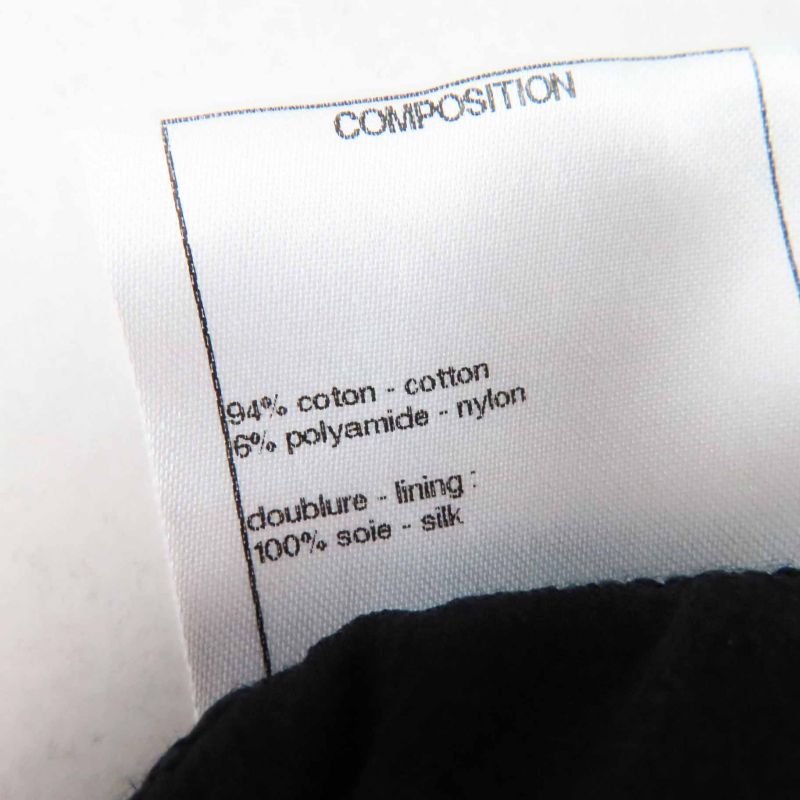 COMPOSITION
94% coton - cotton
6% polyamide - nylon
doublure - lining :
100% soie - silk